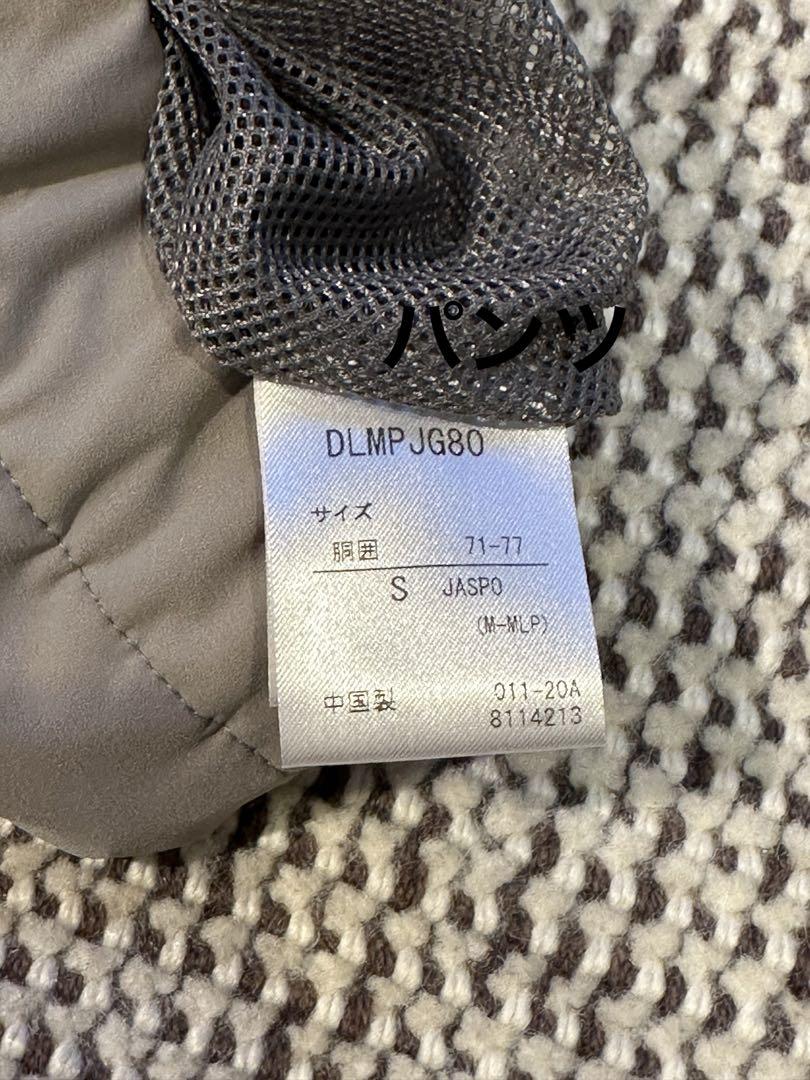 パンツ
DLMPJG80
サイズ
胴囲 71-77
S JASPO
(M-MLP)
中国製 011-20A
8114213